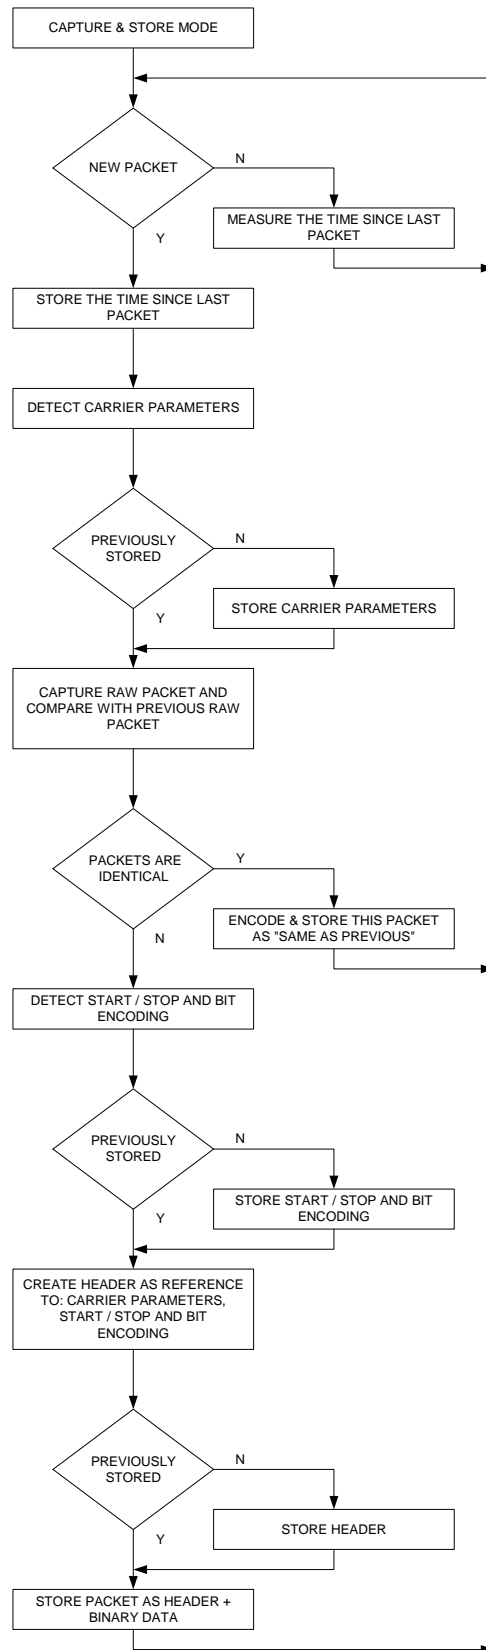 CAPTURE & STORE MODE
NEW PACKET
N
MEASURE THE TIME SINCE LAST
PACKET
Y
STORE THE TIME SINCE LAST
PACKET
DETECT CARRIER PARAMETERS
PREVIOUSLY
STORED
N
STORE CARRIER PARAMETERS
Y
CAPTURE RAW PACKET AND
COMPARE WITH PREVIOUS RAW
PACKET
PACKETS ARE
IDENTICAL
Y
ENCODE & STORE THIS PACKET
AS "SAME AS PREVIOUS"
N
DETECT START / STOP AND BIT
ENCODING
PREVIOUSLY
STORED
N
STORE START / STOP AND BIT
ENCODING
Y
CREATE HEADER AS REFERENCE
TO: CARRIER PARAMETERS,
START / STOP AND BIT
ENCODING
PREVIOUSLY
STORED
N
STORE HEADER
Y
STORE PACKET AS HEADER +
BINARY DATA